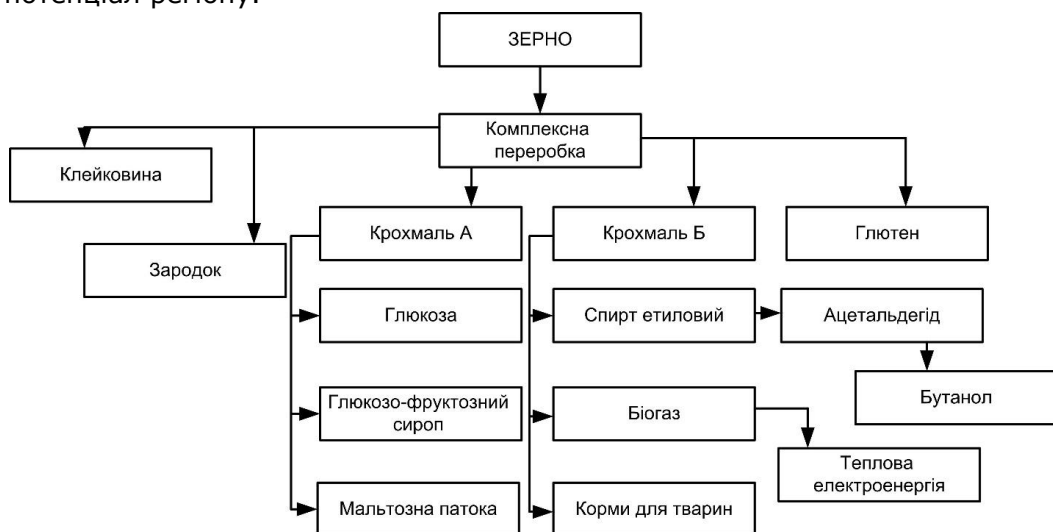 потенціал регіону.
ЗЕРНО
Комплексна
переробка
Клейковина
Зародок
Крохмаль А
Крохмаль Б
Глютен
Глюкоза
Спирт етиловий
Ацетальдегід
Бутанол
Глюкозо-фруктозний
сироп
Біогаз
Теплова
електроенергія
Мальтозна патока
Корми для тварин